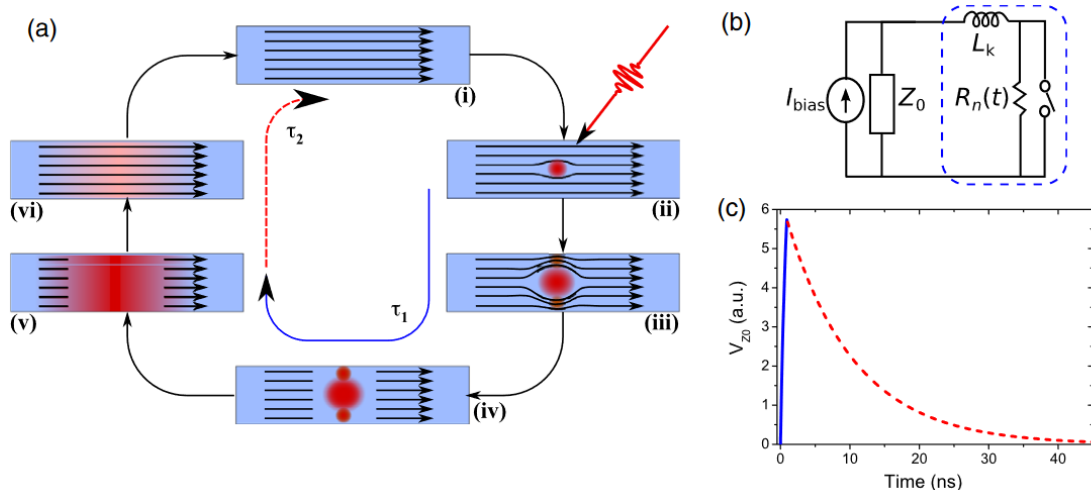 (a)
(i)
τ2
(vi)
(ii)
(v)
τ1
(iii)
(iv)
(b)
Lk
Ibias
Z0
Rn(t)
(c)
VZ0 (a.u.)
6
5
4
3
2
1
0
0 10 20 30 40
Time (ns)